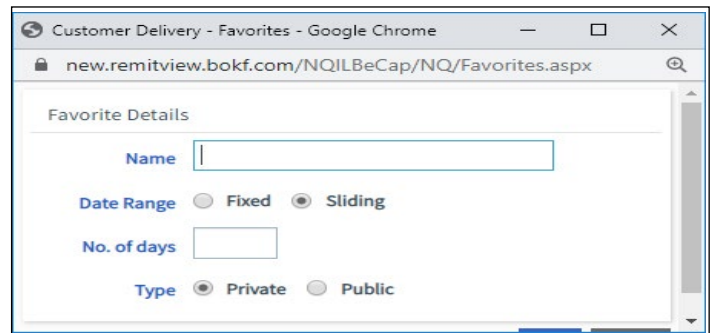 Customer Delivery - Favorites - Google Chrome
new.remitview.bokf.com/NQILBeCap/NQ/Favorites.aspx
Favorite Details
Name
Date Range Fixed Sliding
No. of days
Type Private Public